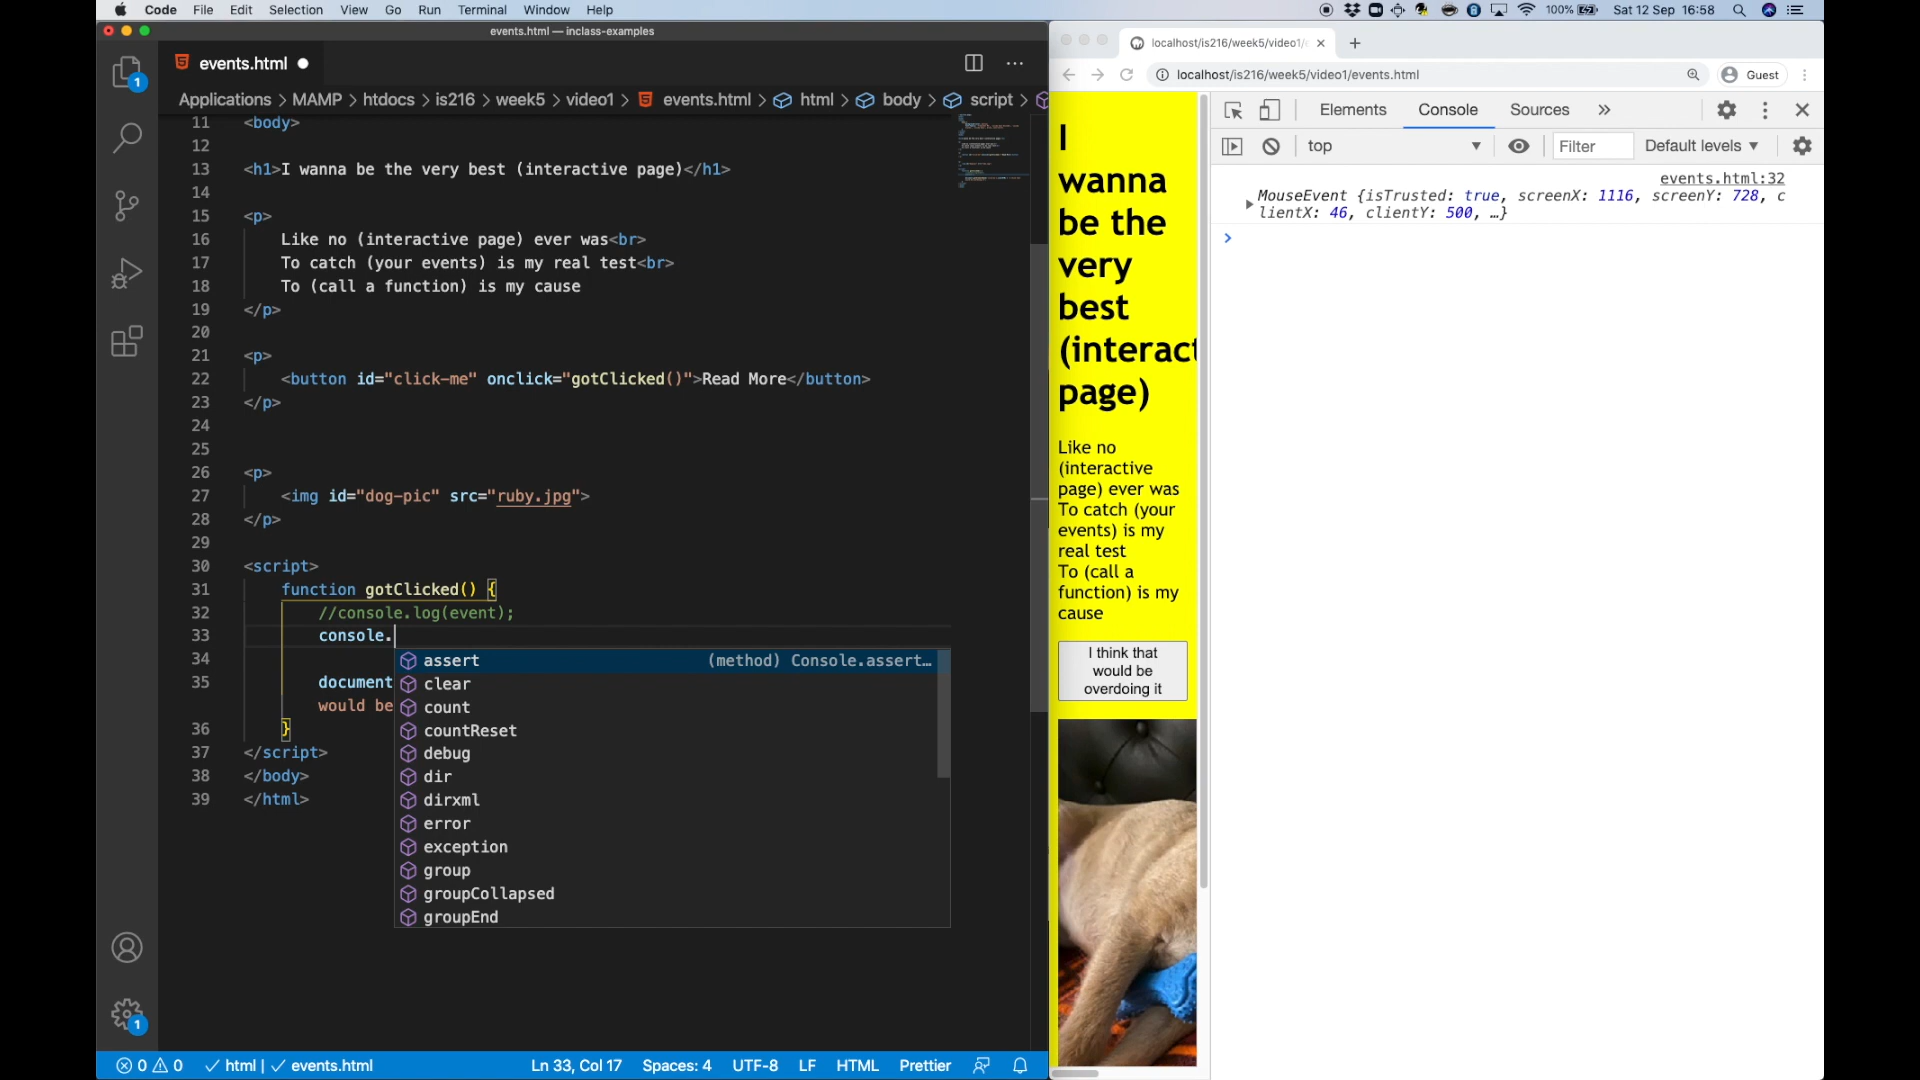 Code File Edit Selection View Go Run Terminal Window Help
100% Sat 12 Sep 16:58
events.html — inclass-examples
events.html
Applications > MAMP > htdocs > is216 > week5 > video1 > events.html > html > body > script >
11 <body>
12
13 <h1>I wanna be the very best (interactive page)</h1>
14
15 <p>
16 Like no (interactive page) ever was<br>
17 To catch (your events) is my real test<br>
18 To (call a function) is my cause
19 </p>
20
21 <p>
22 <button id="click-me" onclick="gotClicked()">Read More</button>
23 </p>
24
25
26 <p>
27 <img id="dog-pic" src="ruby.jpg">
28 </p>
29
30 <script>
31 function gotClicked() {
32 //console.log(event);
33 console.
34
35 document
would be
36 }
37 </script>
38 </body>
39 </html>
assert (method) Console.assert…
clear
count
countReset
debug
dir
dirxml
error
exception
group
groupCollapsed
groupEnd
1
1
0 0 html | events.html Ln 33, Col 17 Spaces: 4 UTF-8 LF HTML Prettier
localhost/is216/week5/video1/e
localhost/is216/week5/video1/events.html Guest
I
wanna
be the
very
best
(interact
page)
Like no
(interactive
page) ever was
To catch (your
events) is my
real test
To (call a
function) is my
cause
I think that
would be
overdoing it
Elements Console Sources
top Filter Default levels
events.html:32
MouseEvent {isTrusted: true, screenX: 1116, screenY: 728, c
lientX: 46, clientY: 500, …}